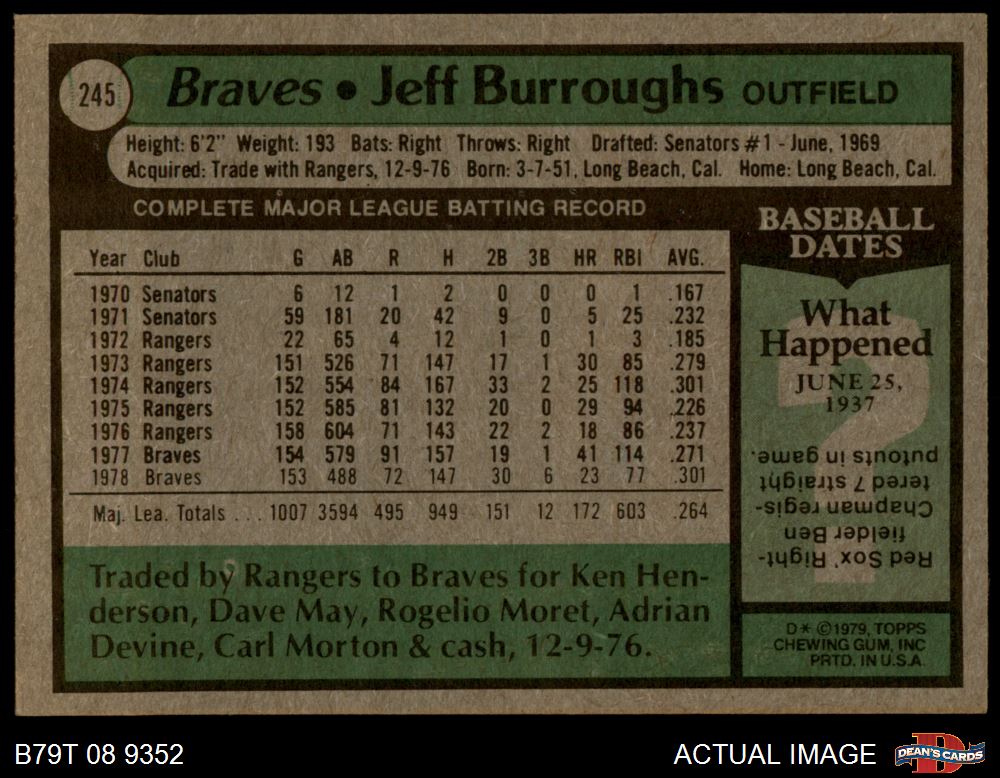 245
Braves • Jeff Burroughs OUTFIELD
Height: 6'2" Weight: 193 Bats: Right Throws: Right Drafted: Senators #1 - June, 1969
Acquired: Trade with Rangers, 12-9-76 Born: 3-7-51, Long Beach, Cal. Home: Long Beach, Cal.
COMPLETE MAJOR LEAGUE BATTING RECORD
Year Club G AB R H 2B 3B HR RBI AVG.
1970 Senators 6 12 1 2 0 0 0 1 .167
1971 Senators 59 181 20 42 9 0 5 25 .232
1972 Rangers 22 65 4 12 1 0 1 3 .185
1973 Rangers 151 526 71 147 17 1 30 85 .279
1974 Rangers 152 554 84 167 33 2 25 118 .301
1975 Rangers 152 585 81 132 20 0 29 94 .226
1976 Rangers 158 604 71 143 22 2 18 86 .237
1977 Braves 154 579 91 157 19 1 41 114 .271
1978 Braves 153 488 72 147 30 6 23 77 .301
Maj. Lea. Totals ... 1007 3594 495 949 151 12 172 603 .264
Traded by Rangers to Braves for Ken Hen-
derson, Dave May, Rogelio Moret, Adrian
Devine, Carl Morton & cash, 12-9-76.
BASEBALL
DATES
What
Happened
JUNE 25,
1937
?
Red Sox' Right-
fielder Ben
Chapman regis-
tered 7 straight
putouts in game.
D* ©1979, TOPPS
CHEWING GUM, INC
PRTD. IN U.S.A.
B79T 08 9352
ACTUAL IMAGE
DEAN'S CARDS